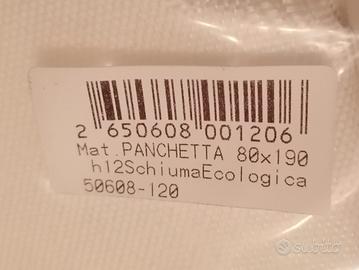 2 650608 001206
Mat.PANCHETTA 80x190
h12SchiumaEcologica
50608-120
subito